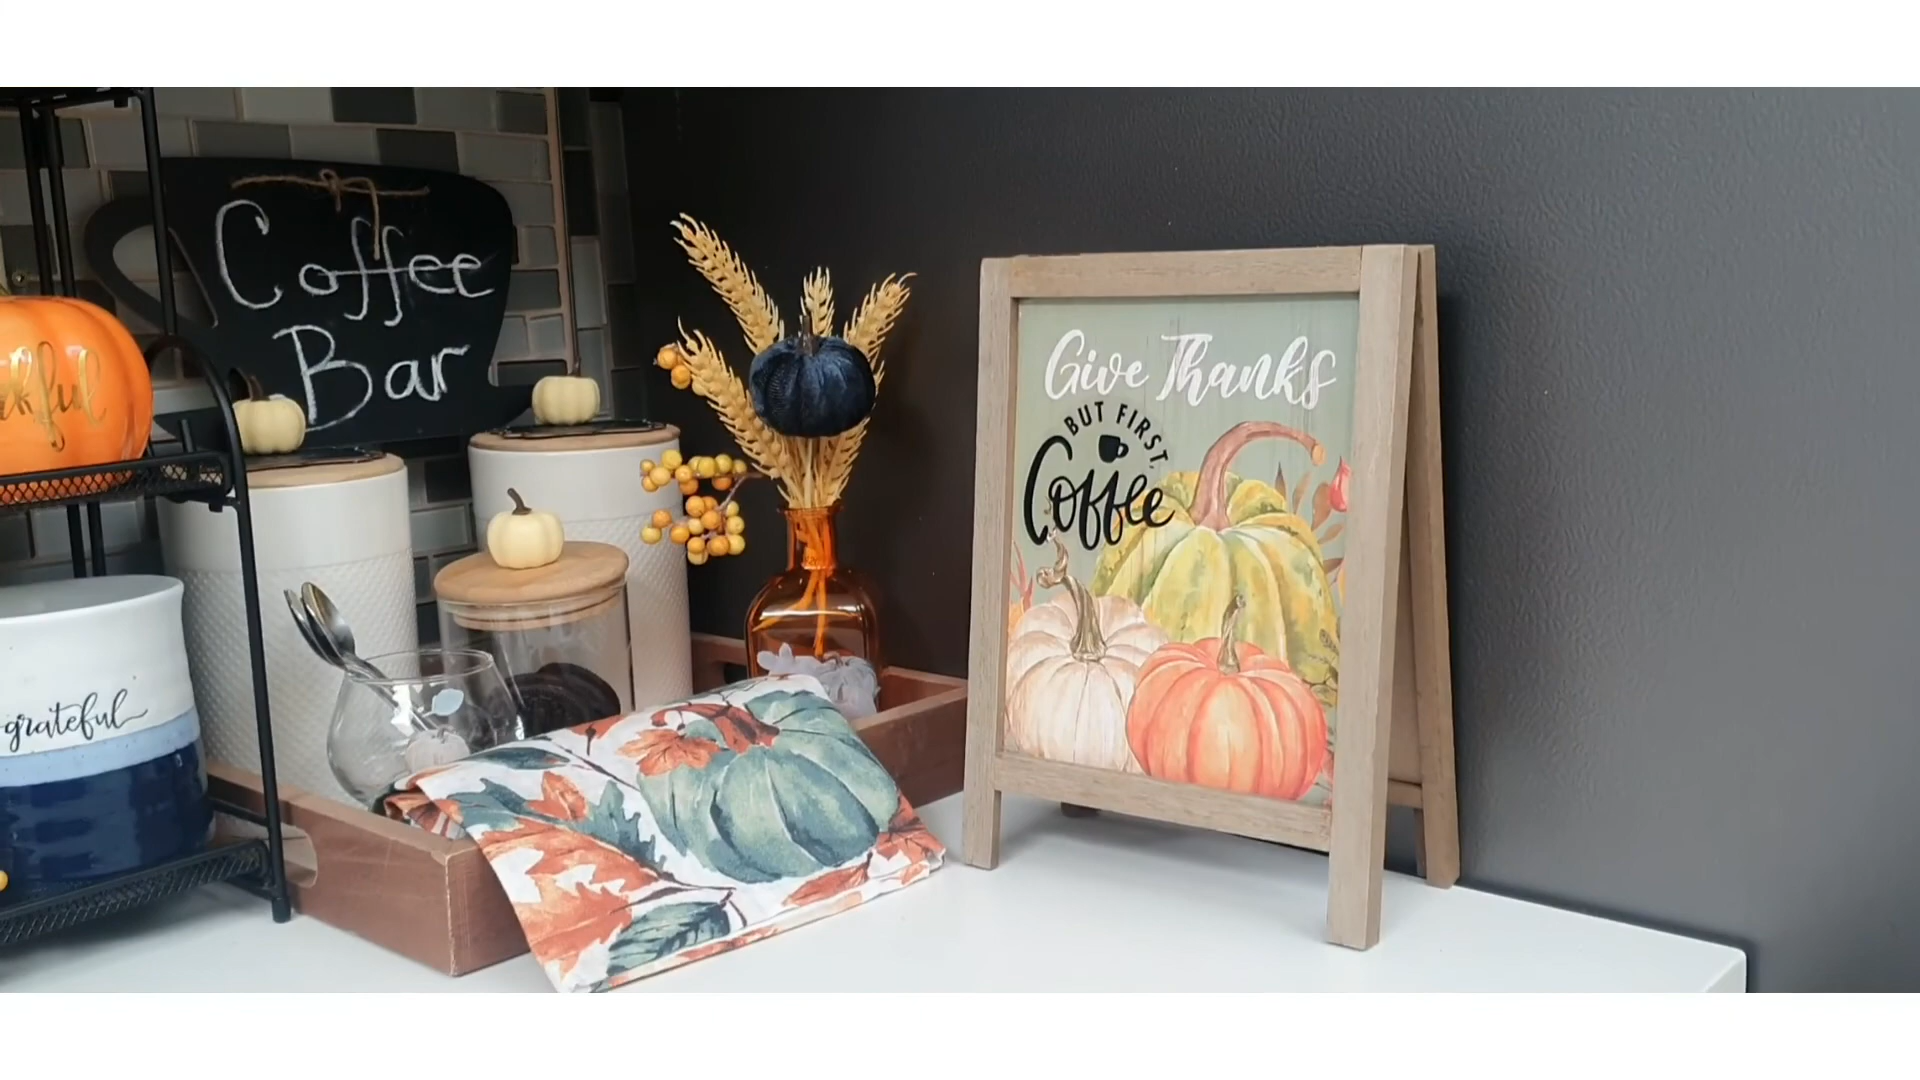 Coffee
Bar
grateful
Give Thanks
BUT FIRST,
Coffee